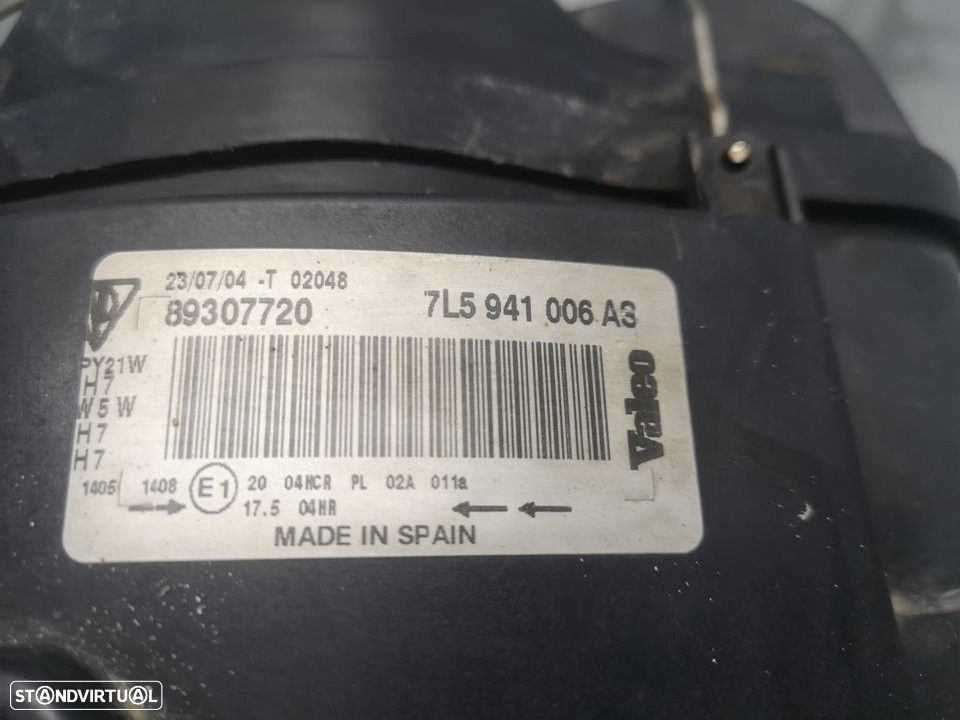 23/07/04 -T 02048
89307720 7L5 941 006 AS
PY21W
H7
W5W
H7
H7
Valeo
1405 1408 E1 20 04HCR PL 02A 011a
17.5 04HR
MADE IN SPAIN
STANDVIRTUAL